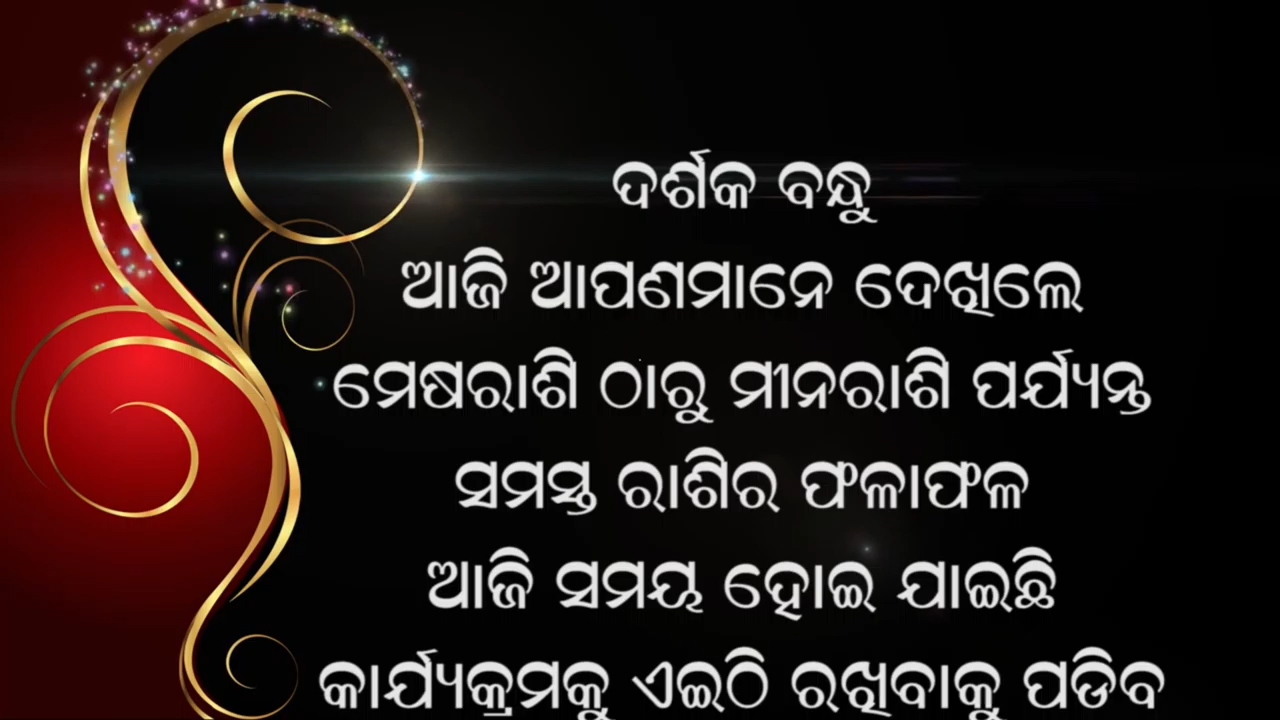 ଦର୍ଶକ ବନ୍ଧୁ
ଆଜି ଆପଣମାନେ ଦେଖିଲେ
ମେଷରାଶି ଠାରୁ ମୀନରାଶି ପର୍ଯ୍ୟନ୍ତ
ସମସ୍ତ ରାଶିର ଫଳାଫଳ
ଆଜି ସମୟ ହୋଇ ଯାଇଛି
କାର୍ଯ୍ୟକ୍ରମକୁ ଏଇଠି ରଖିବାକୁ ପଡିବ